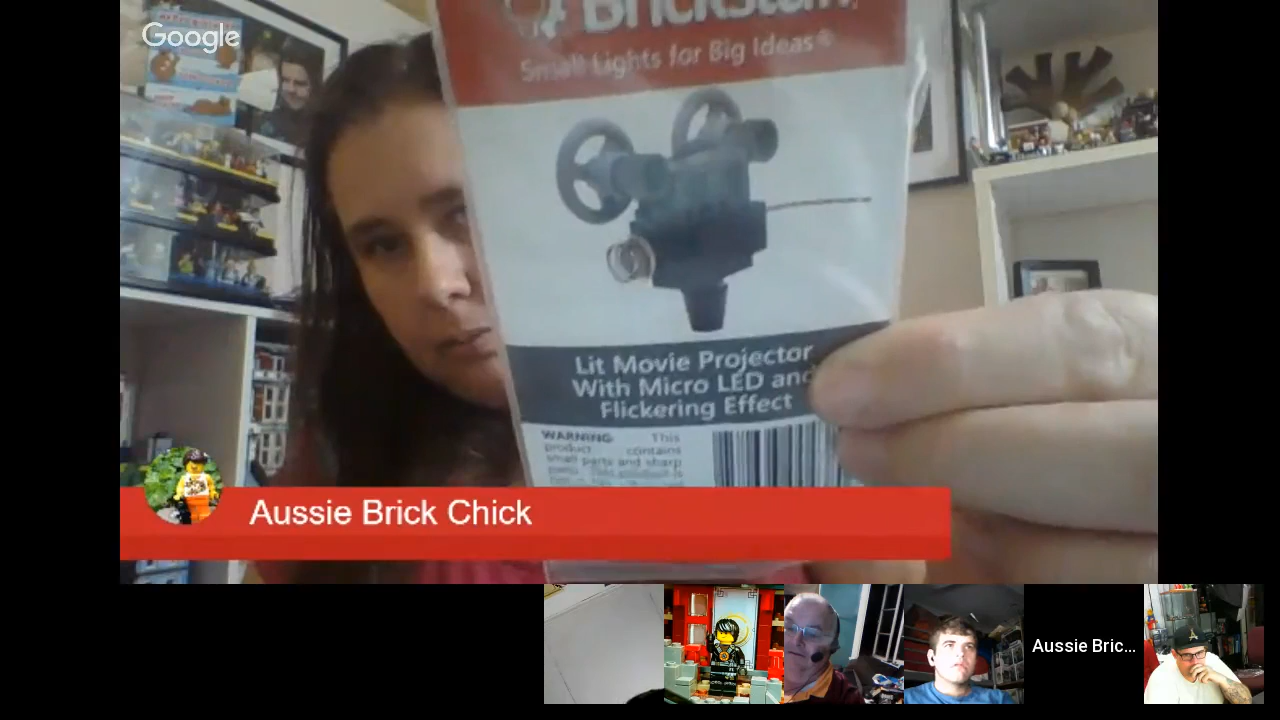 Google
Brickstuff
Small Lights for Big Ideas®
Lit Movie Projector
With Micro LED and
Flickering Effect
WARNING: This
product contains
small parts and sharp
Aussie Brick Chick
Aussie Bric...